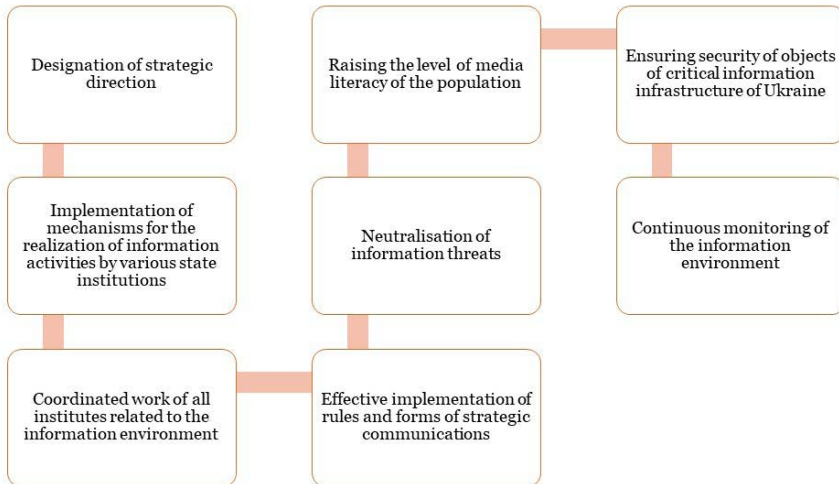 Designation of strategic
direction
Implementation of
mechanisms for the
realization of information
activities by various state
institutions
Coordinated work of all
institutes related to the
information environment
Effective implementation of
rules and forms of strategic
communications
Neutralisation of
information threats
Raising the level of media
literacy of the population
Ensuring security of objects
of critical information
infrastructure of Ukraine
Continuous monitoring of
the information
environment